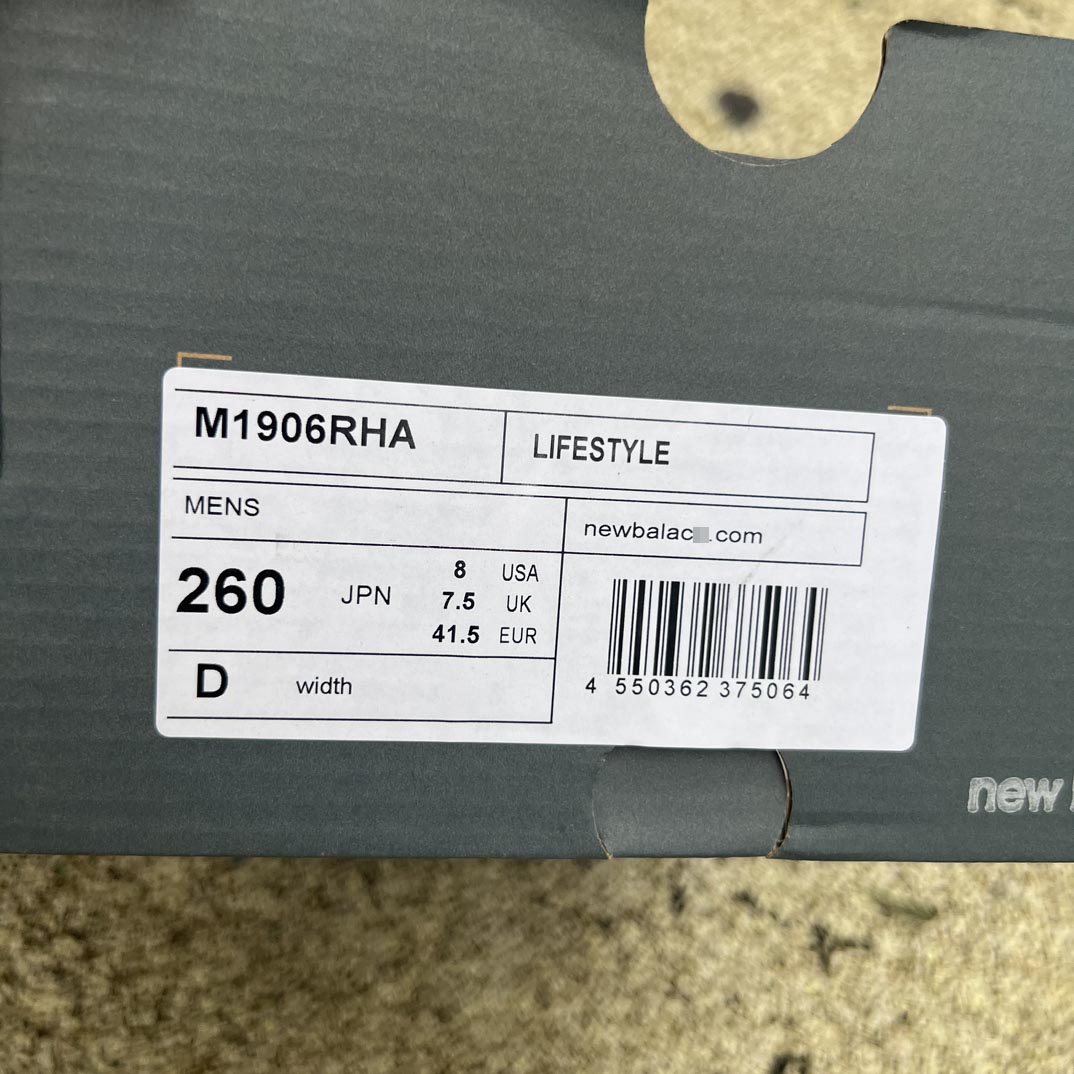 M1906RHA
LIFESTYLE
MENS
newbalac .com
260 JPN
8 USA
7.5 UK
41.5 EUR
D width
4 550362 375064
new